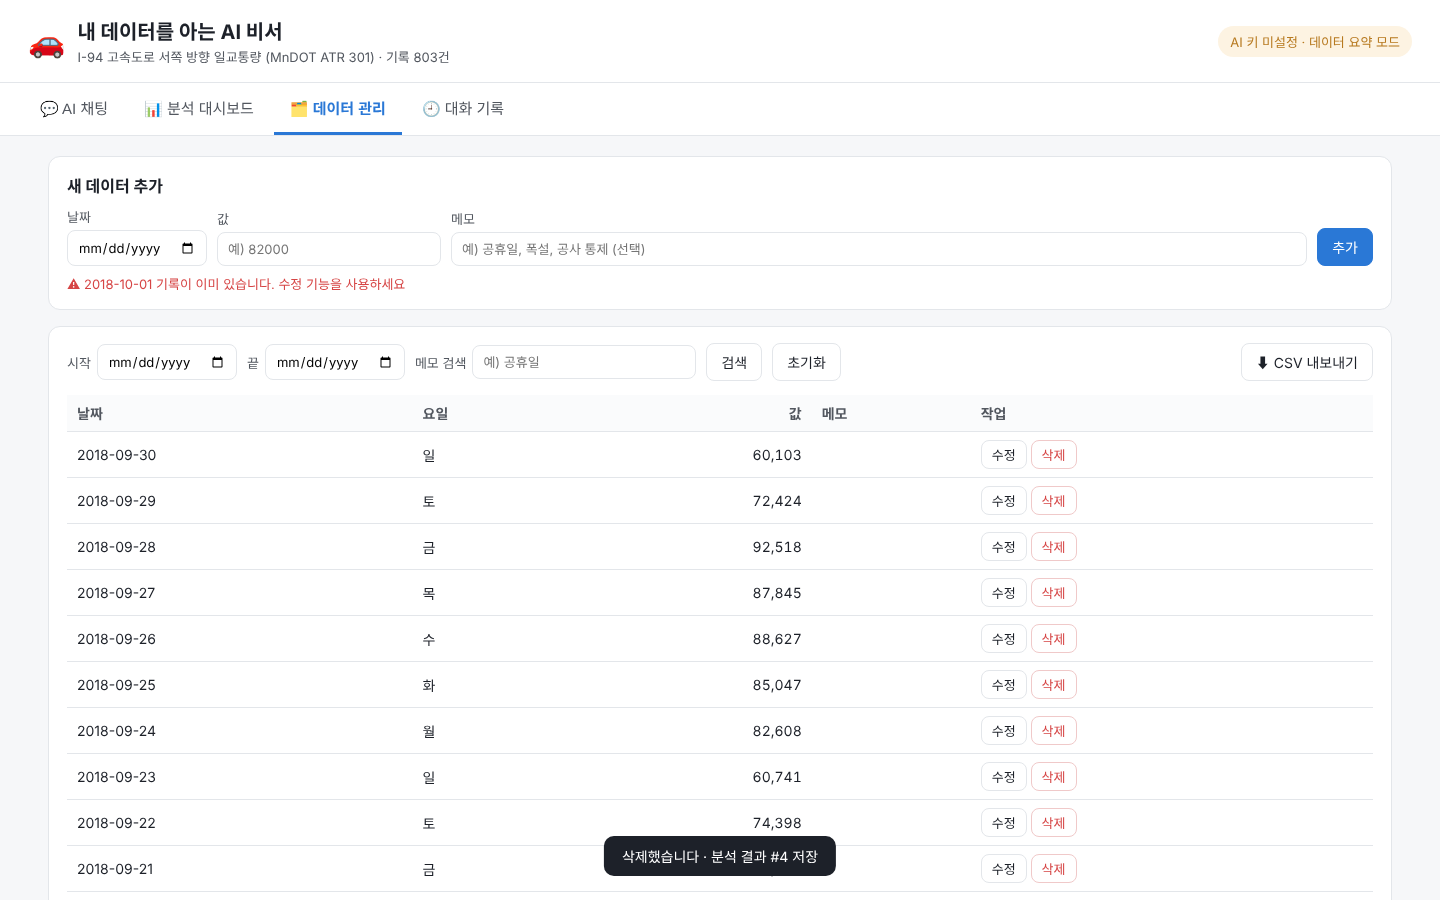 내 데이터를 아는 AI 비서
I-94 고속도로 서쪽 방향 일교통량 (MnDOT ATR 301) · 기록 803건
AI 키 미설정 · 데이터 요약 모드
AI 채팅
분석 대시보드
데이터 관리
대화 기록
새 데이터 추가
날짜 값 메모
mm/dd/yyyy 예) 82000 예) 공휴일, 폭설, 공사 통제 (선택) 추가
⚠ 2018-10-01 기록이 이미 있습니다. 수정 기능을 사용하세요
시작 mm/dd/yyyy 끝 mm/dd/yyyy 메모 검색 예) 공휴일 검색 초기화 ⬇ CSV 내보내기
날짜 요일 값 메모 작업
2018-09-30 일 60,103 수정 삭제
2018-09-29 토 72,424 수정 삭제
2018-09-28 금 92,518 수정 삭제
2018-09-27 목 87,845 수정 삭제
2018-09-26 수 88,627 수정 삭제
2018-09-25 화 85,047 수정 삭제
2018-09-24 월 82,608 수정 삭제
2018-09-23 일 60,741 수정 삭제
2018-09-22 토 74,398 수정 삭제
2018-09-21 금 수정 삭제
삭제했습니다 · 분석 결과 #4 저장